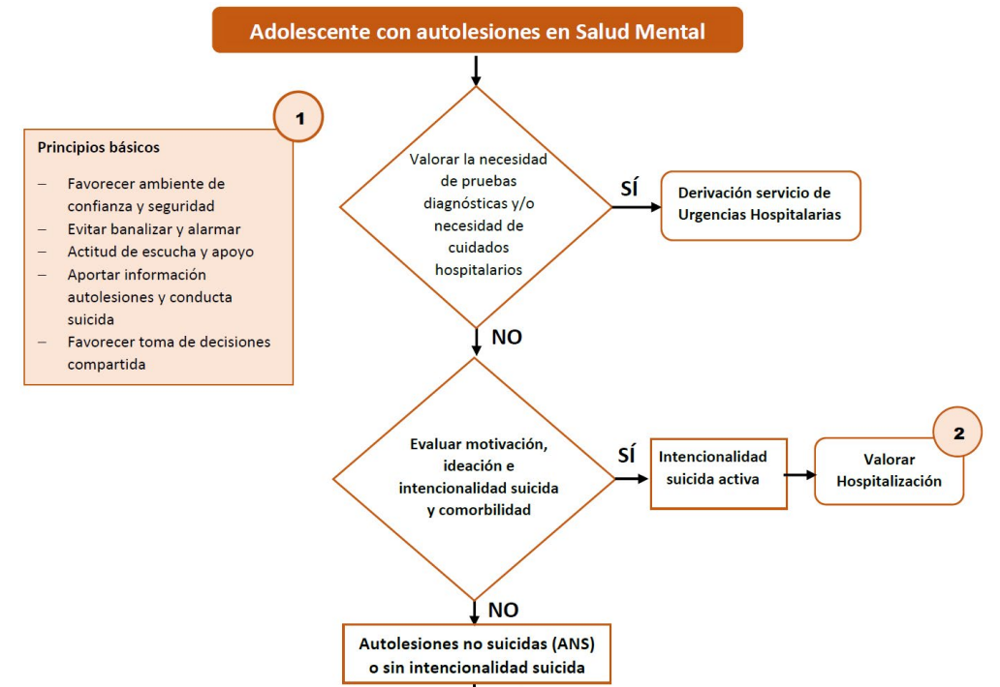 Adolescente con autolesiones en Salud Mental
1
Principios básicos
– Favorecer ambiente de
confianza y seguridad
– Evitar banalizar y alarmar
– Actitud de escucha y apoyo
– Aportar información
autolesiones y conducta
suicida
– Favorecer toma de decisiones
compartida
Valorar la necesidad
de pruebas
diagnósticas y/o
necesidad de
cuidados
hospitalarios
SÍ
Derivación servicio de
Urgencias Hospitalarias
NO
Evaluar motivación,
ideación e
intencionalidad suicida
y comorbilidad
SÍ
Intencionalidad
suicida activa
2
Valorar
Hospitalización
NO
Autolesiones no suicidas (ANS)
o sin intencionalidad suicida